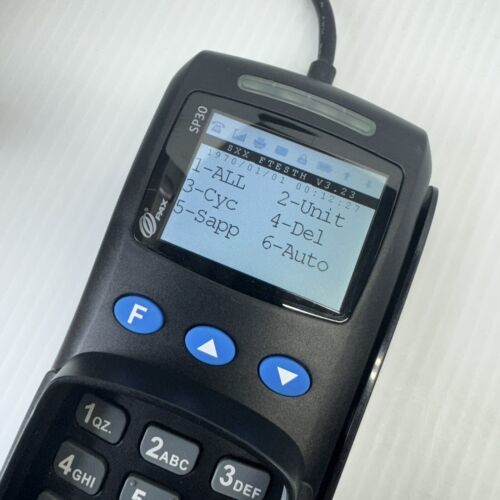 SP30
SXX FTESTH V3.23
1970/01/01 00:12:27
1-ALL 2-Unit
3-Cyc 4-Del
5-Sapp 6-Auto
PAX
F
1QZ. 2ABC 3DEF
4GHI 5